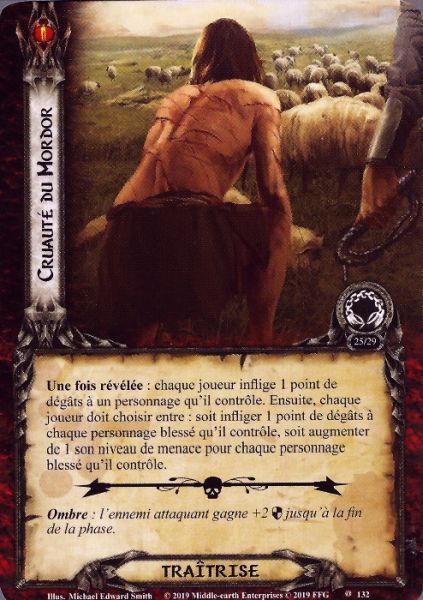 CRUAUTÉ DU MORDOR
25/29
Une fois révélée : chaque joueur inflige 1 point de
dégâts à un personnage qu'il contrôle. Ensuite, chaque
joueur doit choisir entre : soit infliger 1 point de dégâts à
chaque personnage blessé qu'il contrôle, soit augmenter
de 1 son niveau de menace pour chaque personnage
blessé qu'il contrôle.
Ombre : l'ennemi attaquant gagne +2 jusqu'à la fin
de la phase.
TRAÎTRISE
Illus. Michael Edward Smith © 2019 Middle-earth Enterprises © 2019 FFG 132